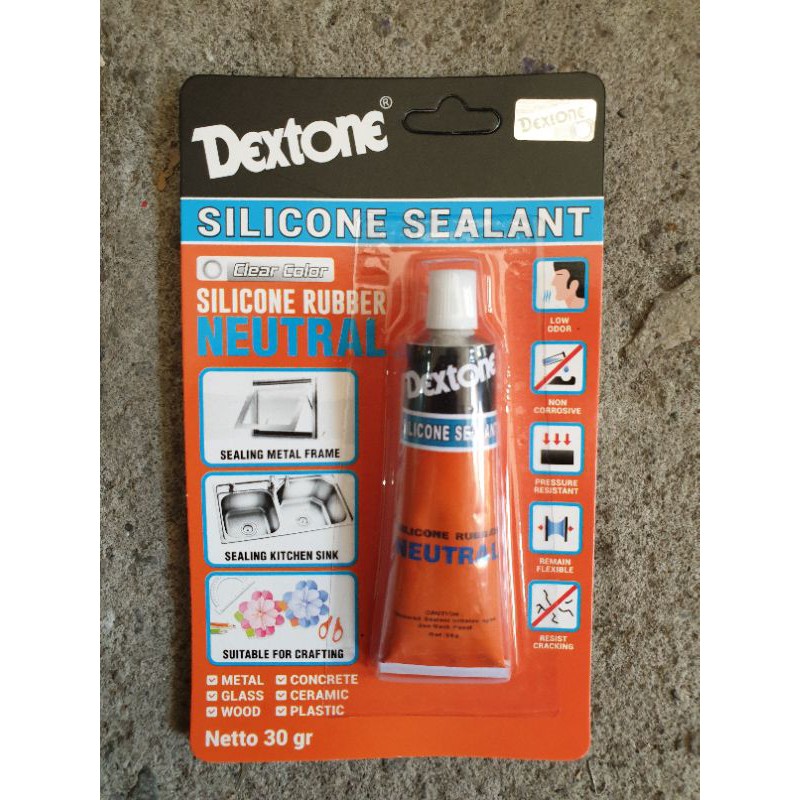 Dextone®
Dextone
SILICONE SEALANT
Clear Color
SILICONE RUBBER
NEUTRAL
SEALING METAL FRAME
SEALING KITCHEN SINK
SUITABLE FOR CRAFTING
METAL
CONCRETE
GLASS
CERAMIC
WOOD
PLASTIC
Netto 30 gr
Dextone
SILICONE SEALANT
SILICONE RUBBER
NEUTRAL
CAUTION
LOW
ODOR
NON
CORROSIVE
PRESSURE
RESISTANT
REMAIN
FLEXIBLE
RESIST
CRACKING